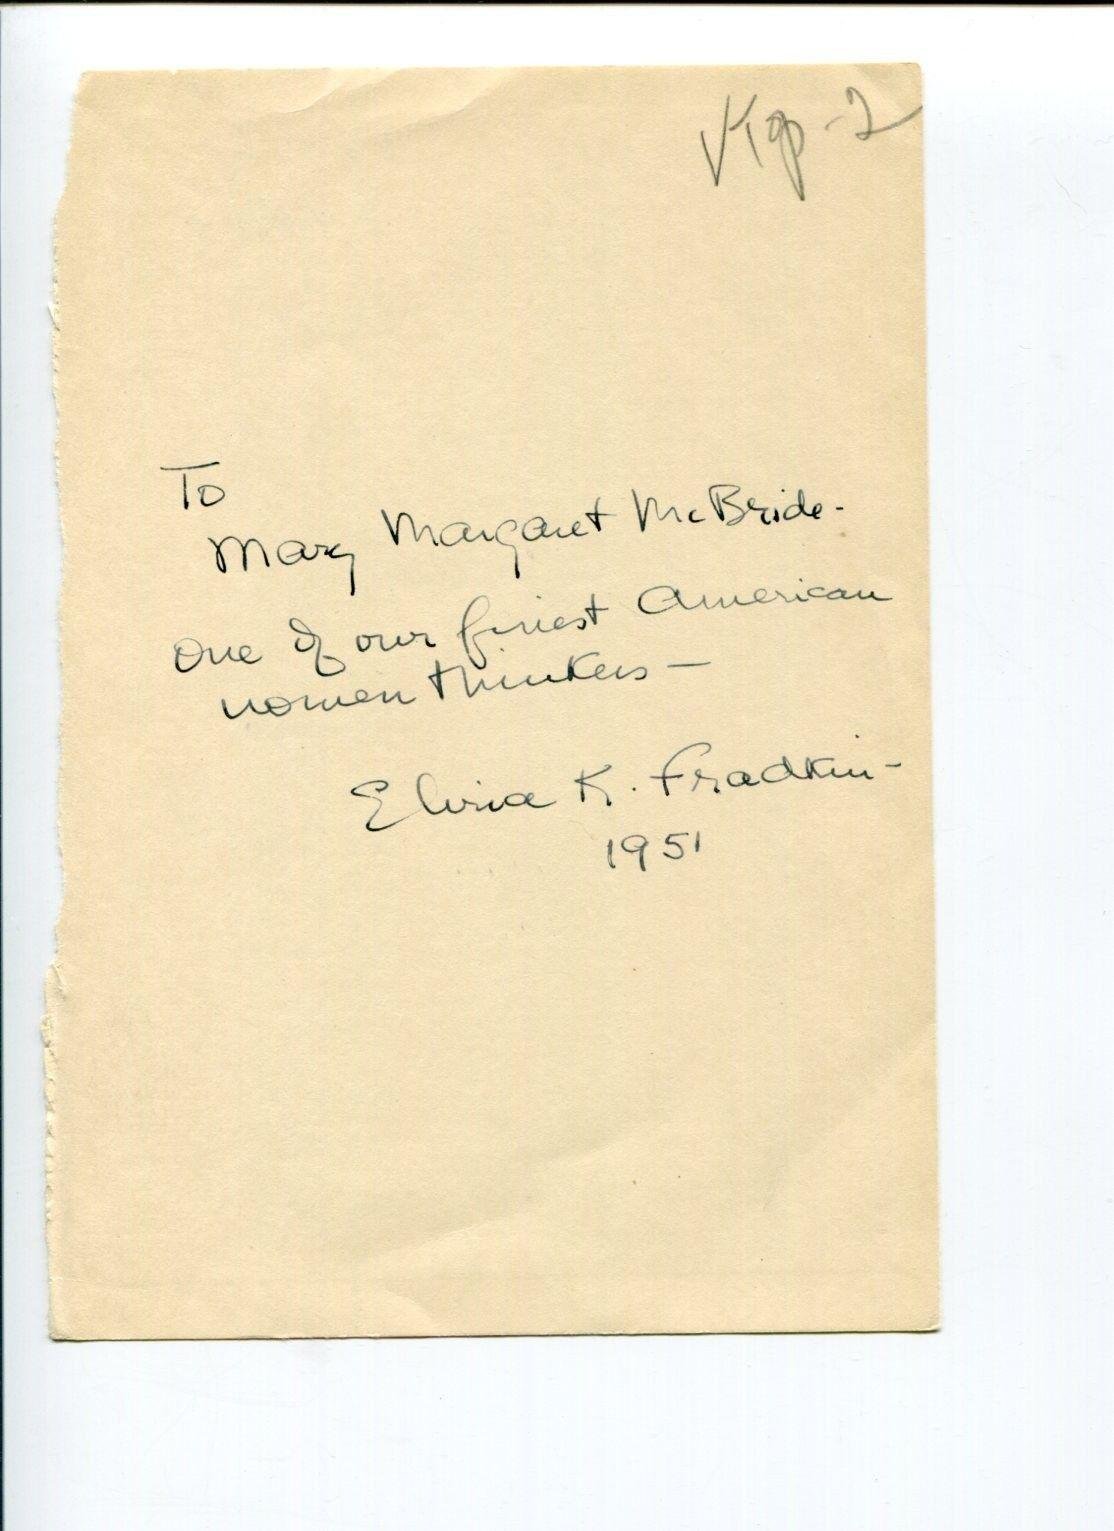 To
Mary Margaret McBride-
One of our finest American
women thinkers —
Elvira K. Fradkin-
1951